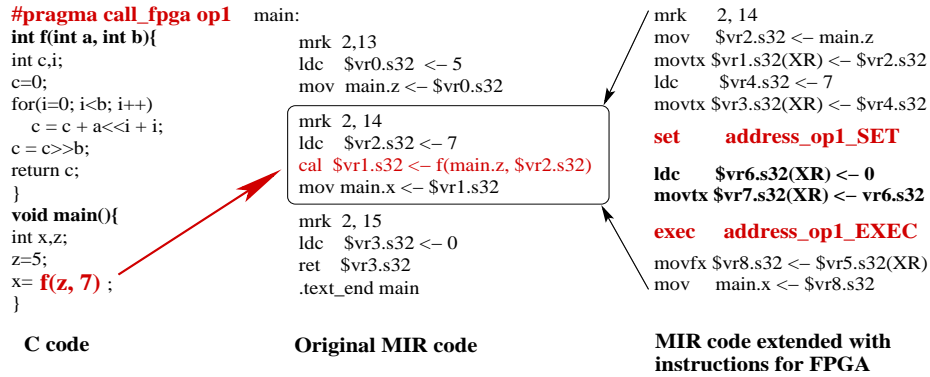 #pragma call_fpga op1
int f(int a, int b){
int c,i;
c=0;
for(i=0; i<b; i++)
c = c + a<<i + i;
c = c>>b;
return c;
}
void main(){
int x,z;
z=5;
x= f(z, 7) ;
}
C code
main:
mrk 2,13
ldc $vr0.s32 <– 5
mov main.z <– $vr0.s32
mrk 2, 14
ldc $vr2.s32 <– 7
cal $vr1.s32 <– f(main.z, $vr2.s32)
mov main.x <– $vr1.s32
mrk 2, 15
ldc $vr3.s32 <– 0
ret $vr3.s32
.text_end main
Original MIR code
mrk 2, 14
mov $vr2.s32 <– main.z
movtx $vr1.s32(XR) <– $vr2.s32
ldc $vr4.s32 <– 7
movtx $vr3.s32(XR) <– $vr4.s32
set address_op1_SET
ldc $vr6.s32(XR) <– 0
movtx $vr7.s32(XR) <– vr6.s32
exec address_op1_EXEC
movfx $vr8.s32 <– $vr5.s32(XR)
mov main.x <– $vr8.s32
MIR code extended with
instructions for FPGA